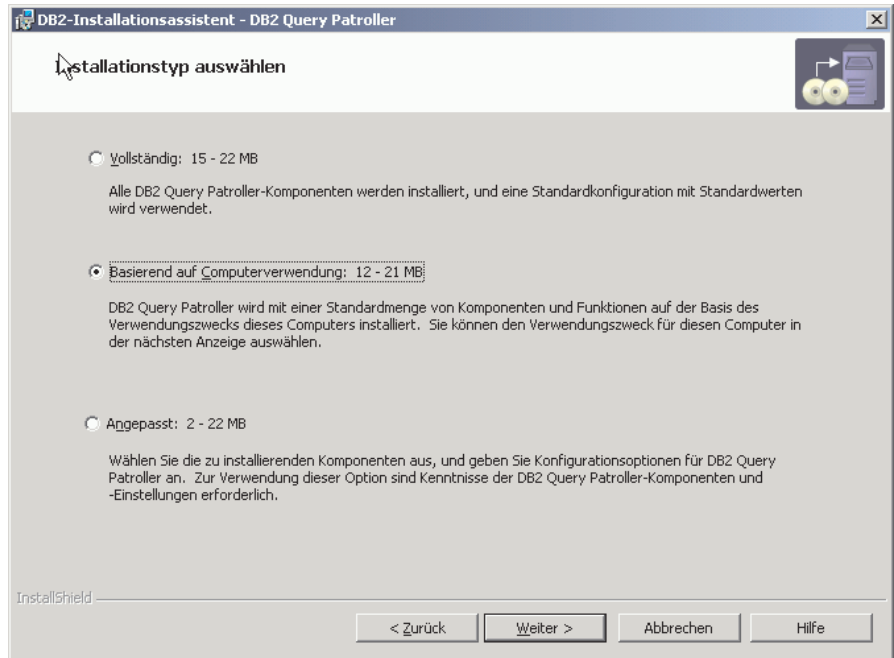 DB2-Installationsassistent - DB2 Query Patroller
Installationstyp auswählen
Vollständig: 15 - 22 MB
Alle DB2 Query Patroller-Komponenten werden installiert, und eine Standardkonfiguration mit Standardwerten
wird verwendet.
Basierend auf Computerverwendung: 12 - 21 MB
DB2 Query Patroller wird mit einer Standardmenge von Komponenten und Funktionen auf der Basis des
Verwendungszwecks dieses Computers installiert. Sie können den Verwendungszweck für diesen Computer in
der nächsten Anzeige auswählen.
Angepasst: 2 - 22 MB
Wählen Sie die zu installierenden Komponenten aus, und geben Sie Konfigurationsoptionen für DB2 Query
Patroller an. Zur Verwendung dieser Option sind Kenntnisse der DB2 Query Patroller-Komponenten und
-Einstellungen erforderlich.
InstallShield
< Zurück
Weiter >
Abbrechen
Hilfe